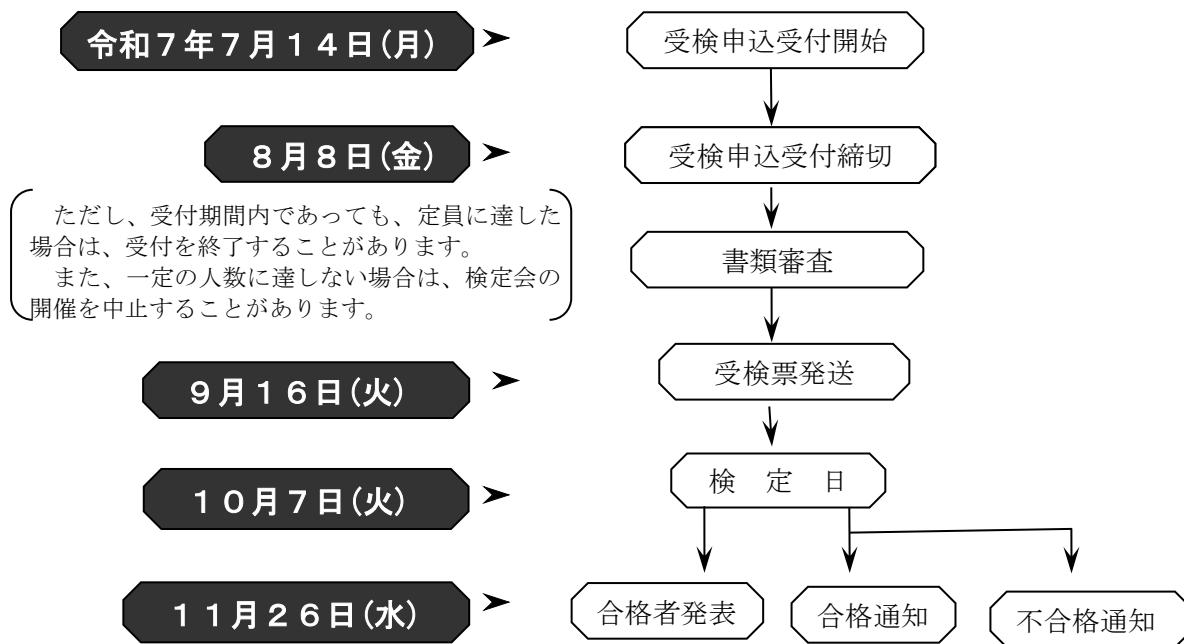 令和７年７月１４日(月)
受検申込受付開始
８月８日(金)
受検申込受付締切
ただし、受付期間内であっても、定員に達した
場合は、受付を終了することがあります。
また、一定の人数に達しない場合は、検定会の
開催を中止することがあります。
書類審査
９月１６日(火)
受検票発送
１０月７日(火)
検　定　日
１１月２６日(水)
合格者発表
合格通知
不合格通知